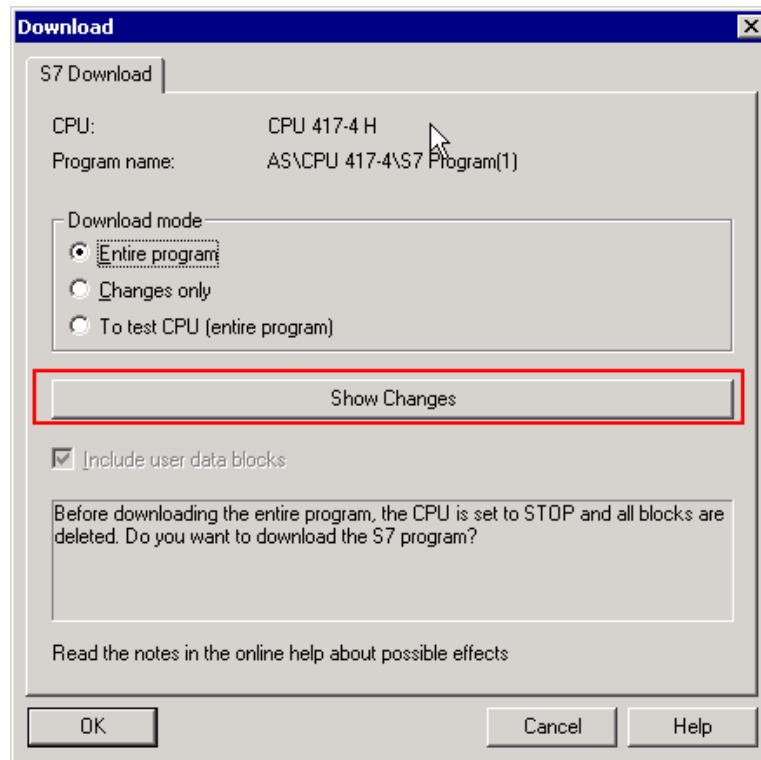 Download
S7 Download
CPU: CPU 417-4 H
Program name: AS\CPU 417-4\S7 Program(1)
Download mode
Entire program
Changes only
To test CPU (entire program)
Show Changes
Include user data blocks
Before downloading the entire program, the CPU is set to STOP and all blocks are
deleted. Do you want to download the S7 program?
Read the notes in the online help about possible effects
OK Cancel Help